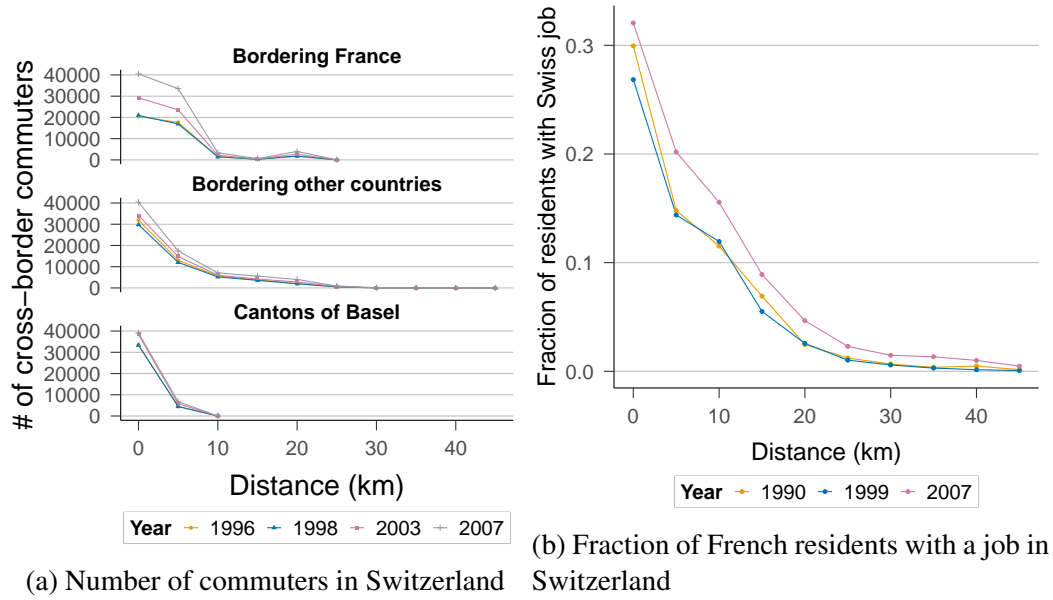 # of cross−border commuters
Bordering France
40000
30000
20000
10000
0
Bordering other countries
40000
30000
20000
10000
0
Cantons of Basel
40000
30000
20000
10000
0
0 10 20 30 40
Distance (km)
Year 1996 1998 2003 2007
(a) Number of commuters in Switzerland
Fraction of residents with Swiss job
0.3
0.2
0.1
0.0
0 10 20 30 40
Distance (km)
Year 1990 1999 2007
(b) Fraction of French residents with a job in
Switzerland